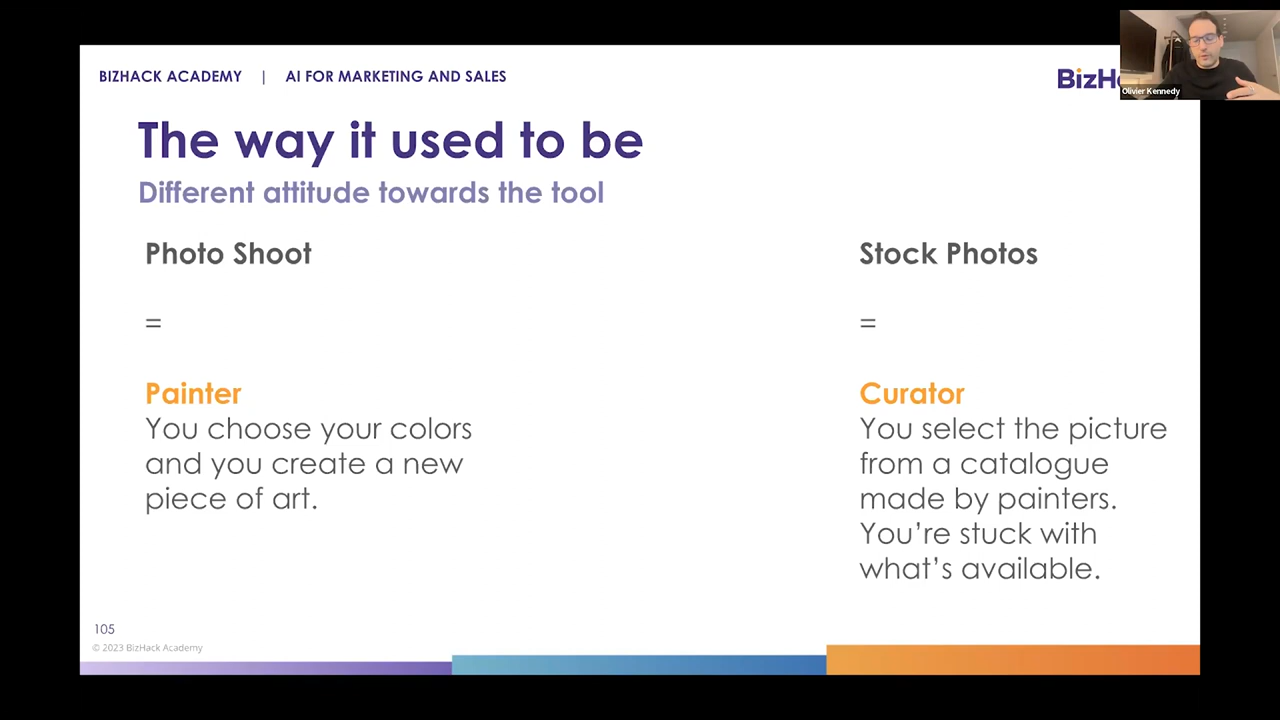 BIZHACK ACADEMY | AI FOR MARKETING AND SALES
BizH
Olivier Kennedy
The way it used to be
Different attitude towards the tool
Photo Shoot
=
Painter
You choose your colors
and you create a new
piece of art.
Stock Photos
=
Curator
You select the picture
from a catalogue
made by painters.
You’re stuck with
what’s available.
105
© 2023 BizHack Academy